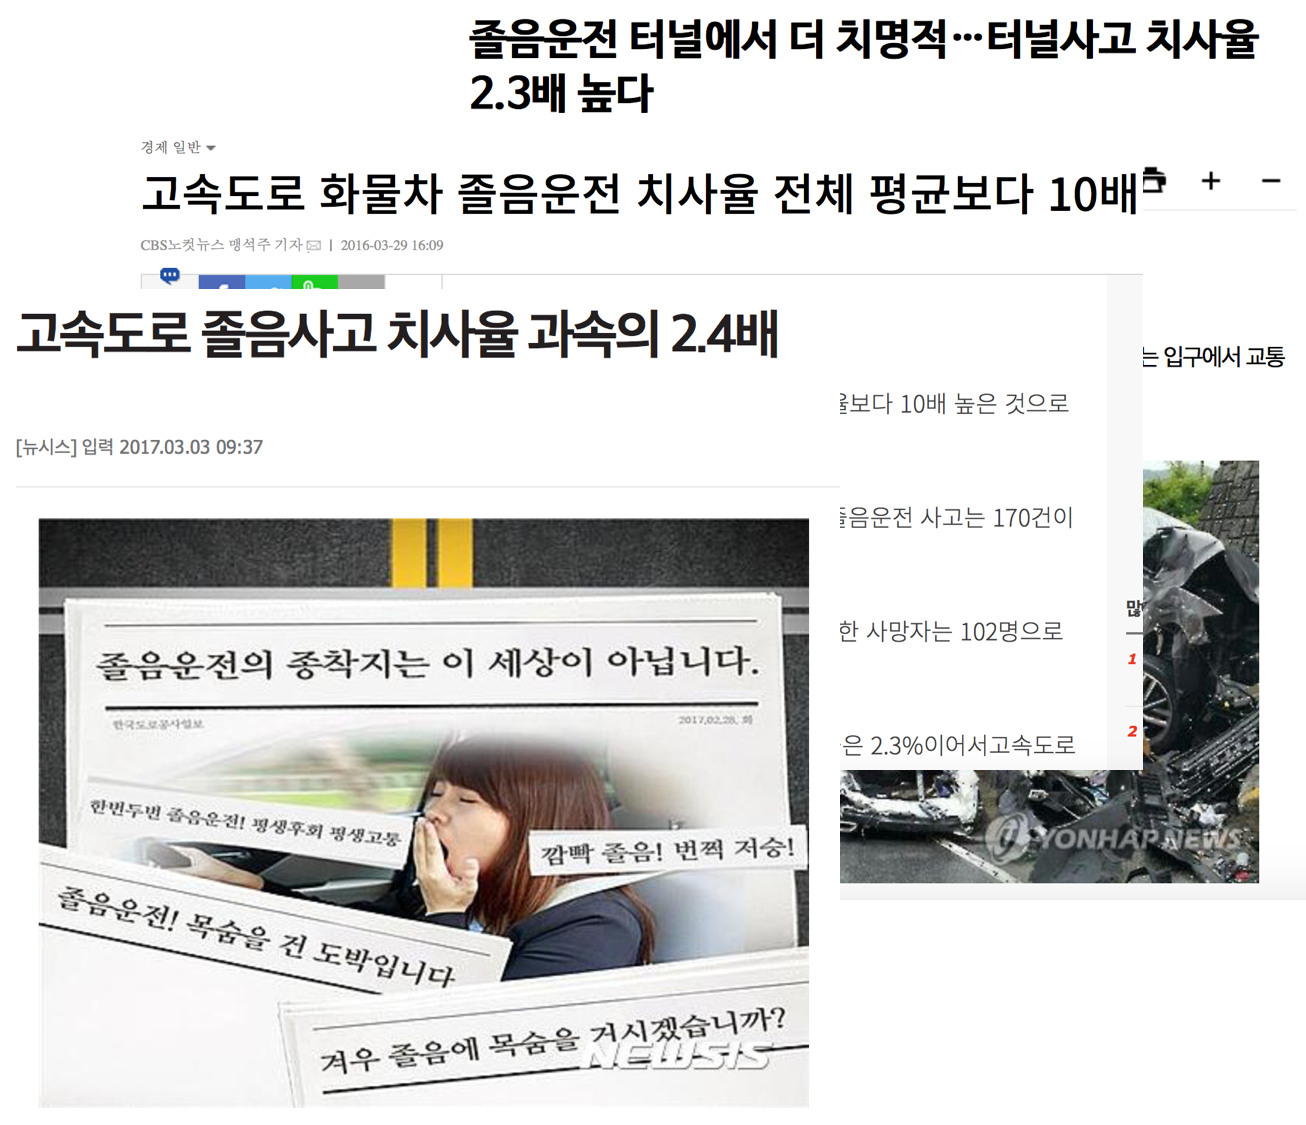 졸음운전 터널에서 더 치명적…터널사고 치사율
2.3배 높다
경제 일반
고속도로 화물차 졸음운전 치사율 전체 평균보다 10배
CBS노컷뉴스 맹석주 기자 | 2016-03-29 16:09
고속도로 졸음사고 치사율 과속의 2.4배
는 입구에서 교통
율보다 10배 높은 것으로
[뉴시스] 입력 2017.03.03 09:37
졸음운전 사고는 170건이
많
한 사망자는 102명으로
1
2
은 2.3%이어서고속도로
졸음운전의 종착지는 이 세상이 아닙니다.
한국도로공사일보 2017.02.28. 화
한번두번 졸음운전! 평생후회 평생고통
깜빡 졸음! 번쩍 저승!
졸음운전! 목숨을 건 도박입니다
겨우 졸음에 목숨을 거시겠습니까?
NEWSIS
YONHAP NEWS